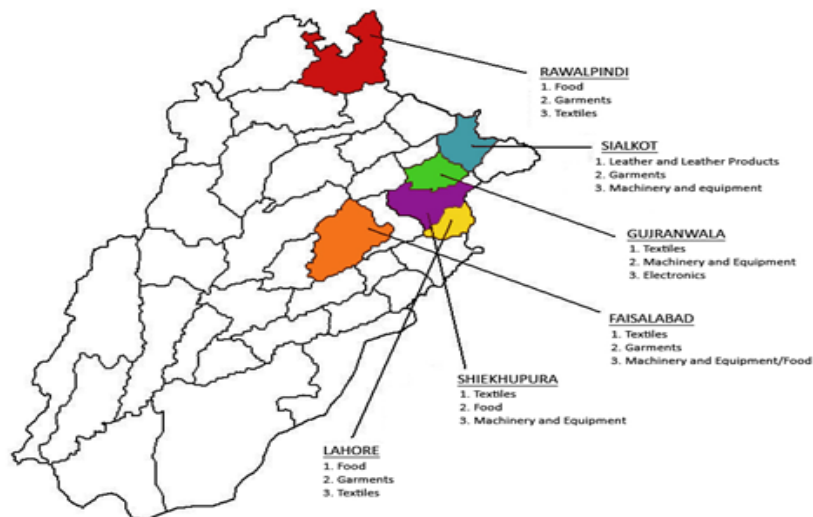 RAWALPINDI
1. Food
2. Garments
3. Textiles
SIALKOT
1. Leather and Leather Products
2. Garments
3. Machinery and equipment
GUJRANWALA
1. Textiles
2. Machinery and Equipment
3. Electronics
FAISALABAD
1. Textiles
2. Garments
3. Machinery and Equipment/Food
SHIEKHUPURA
1. Textiles
2. Food
3. Machinery and Equipment
LAHORE
1. Food
2. Garments
3. Textiles